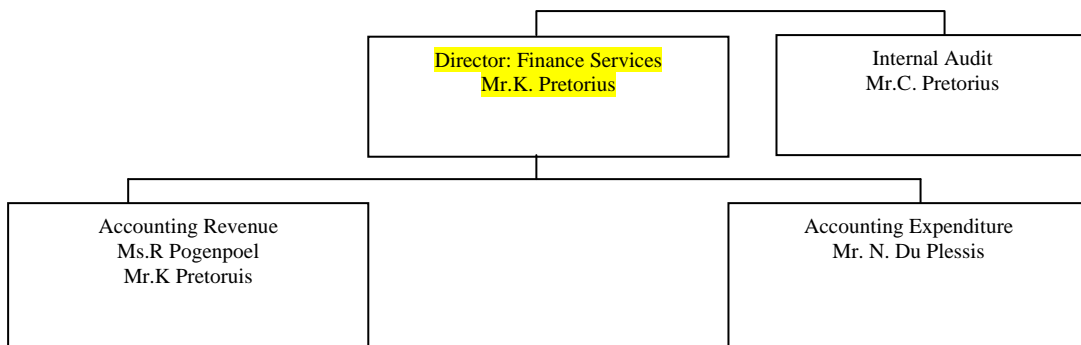 Director: Finance Services
Mr.K. Pretorius
Internal Audit
Mr.C. Pretorius
Accounting Revenue
Ms.R Pogenpoel
Mr.K Pretoruis
Accounting Expenditure
Mr. N. Du Plessis